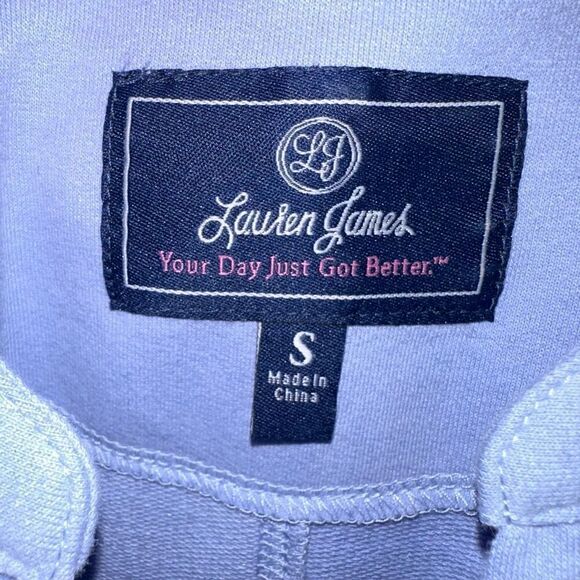 LJ
Lauren James
Your Day Just Got Better.™
S
Made In
China